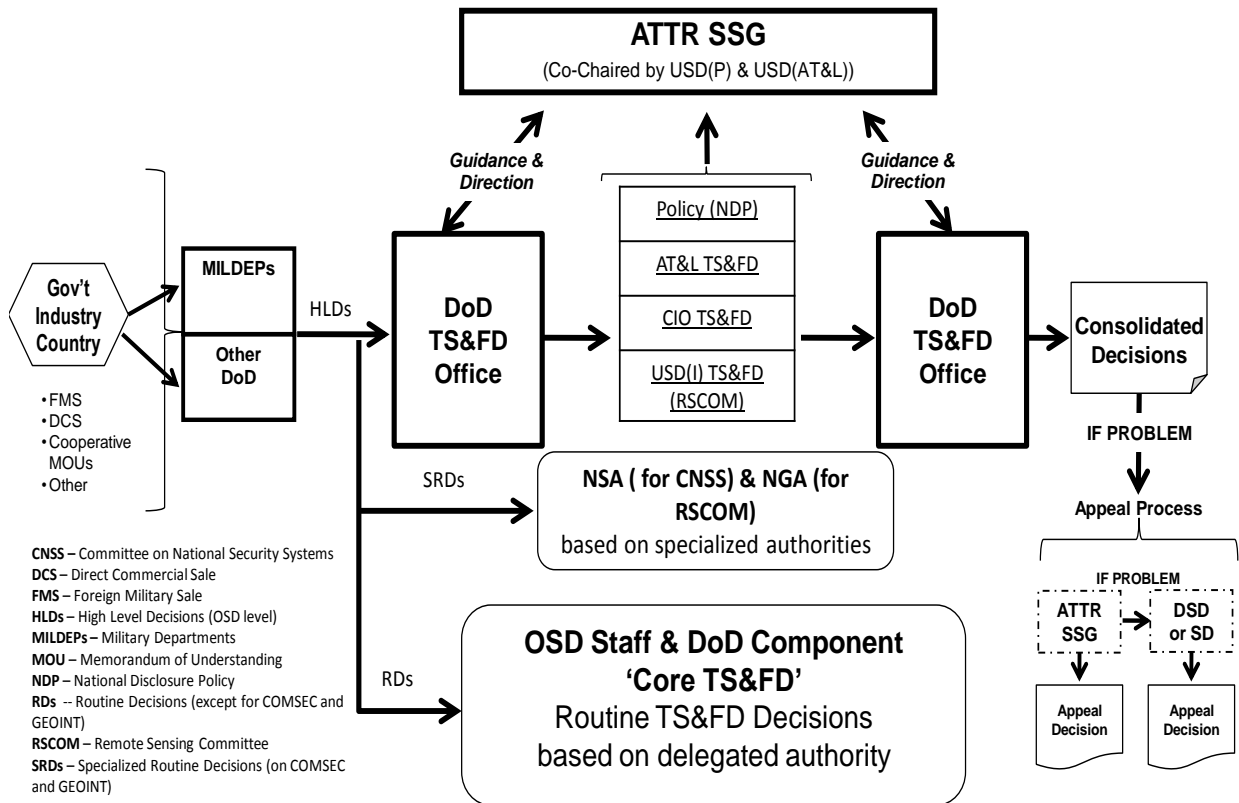 ATTR SSG
(Co-Chaired by USD(P) & USD(AT&L))
Guidance &
Direction
Guidance &
Direction
Gov't
Industry
Country
• FMS
• DCS
• Cooperative
MOUs
• Other
MILDEPs
Other
DoD
HLDs
DoD
TS&FD
Office
Policy (NDP)
AT&L TS&FD
CIO TS&FD
USD(I) TS&FD
(RSCOM)
DoD
TS&FD
Office
Consolidated
Decisions
IF PROBLEM
Appeal Process
IF PROBLEM
ATTR
SSG
DSD
or SD
Appeal
Decision
Appeal
Decision
SRDs
NSA ( for CNSS) & NGA (for
RSCOM)
based on specialized authorities
RDs
OSD Staff & DoD Component
‘Core TS&FD’
Routine TS&FD Decisions
based on delegated authority
CNSS – Committee on National Security Systems
DCS – Direct Commercial Sale
FMS – Foreign Military Sale
HLDs – High Level Decisions (OSD level)
MILDEPs – Military Departments
MOU – Memorandum of Understanding
NDP – National Disclosure Policy
RDs -- Routine Decisions (except for COMSEC and
GEOINT)
RSCOM – Remote Sensing Committee
SRDs – Specialized Routine Decisions (on COMSEC
and GEOINT)